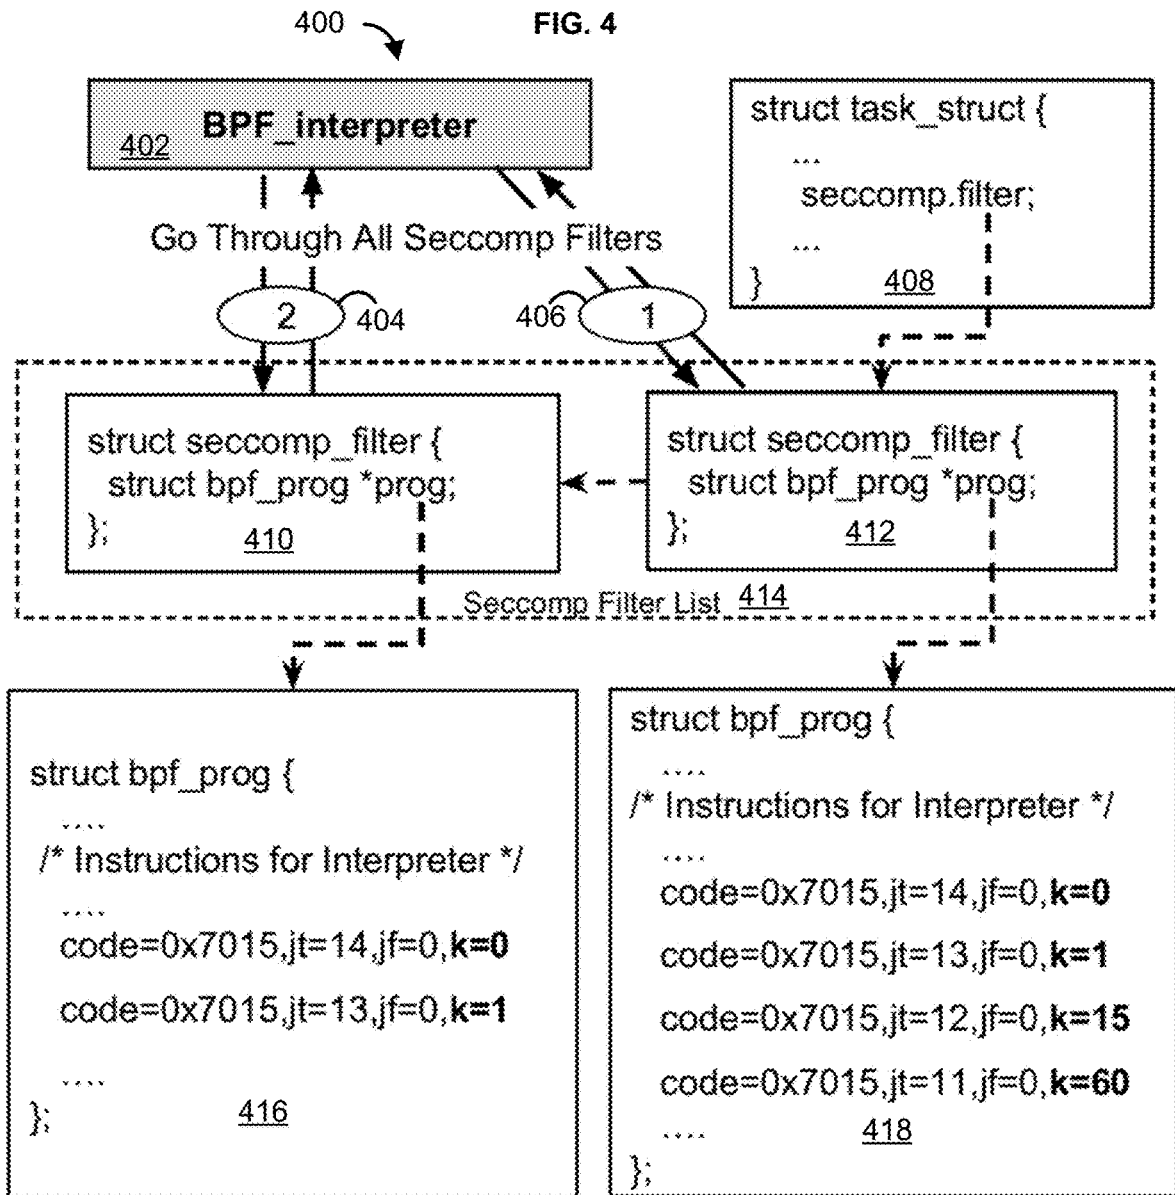 400
FIG. 4
BPF_interpreter
402
struct task_struct {
...
seccomp.filter;
...
}
408
Go Through All Seccomp Filters
2
404
406
1
struct seccomp_filter {
struct bpf_prog *prog;
};
410
struct seccomp_filter {
struct bpf_prog *prog;
};
412
Seccomp Filter List 414
struct bpf_prog {
....
/* Instructions for Interpreter */
....
code=0x7015,jt=14,jf=0,k=0
code=0x7015,jt=13,jf=0,k=1
....
};
416
struct bpf_prog {
....
/* Instructions for Interpreter */
....
code=0x7015,jt=14,jf=0,k=0
code=0x7015,jt=13,jf=0,k=1
code=0x7015,jt=12,jf=0,k=15
code=0x7015,jt=11,jf=0,k=60
....
418
};